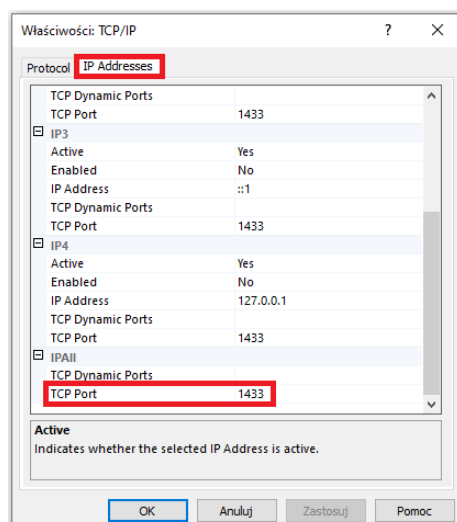 Właściwości: TCP/IP
Protocol IP Addresses
TCP Dynamic Ports
TCP Port 1433
IP3
Active Yes
Enabled No
IP Address ::1
TCP Dynamic Ports
TCP Port 1433
IP4
Active Yes
Enabled No
IP Address 127.0.0.1
TCP Dynamic Ports
TCP Port 1433
IPAll
TCP Dynamic Ports
TCP Port 1433
Active
Indicates whether the selected IP Address is active.
OK Anuluj Zastosuj Pomoc